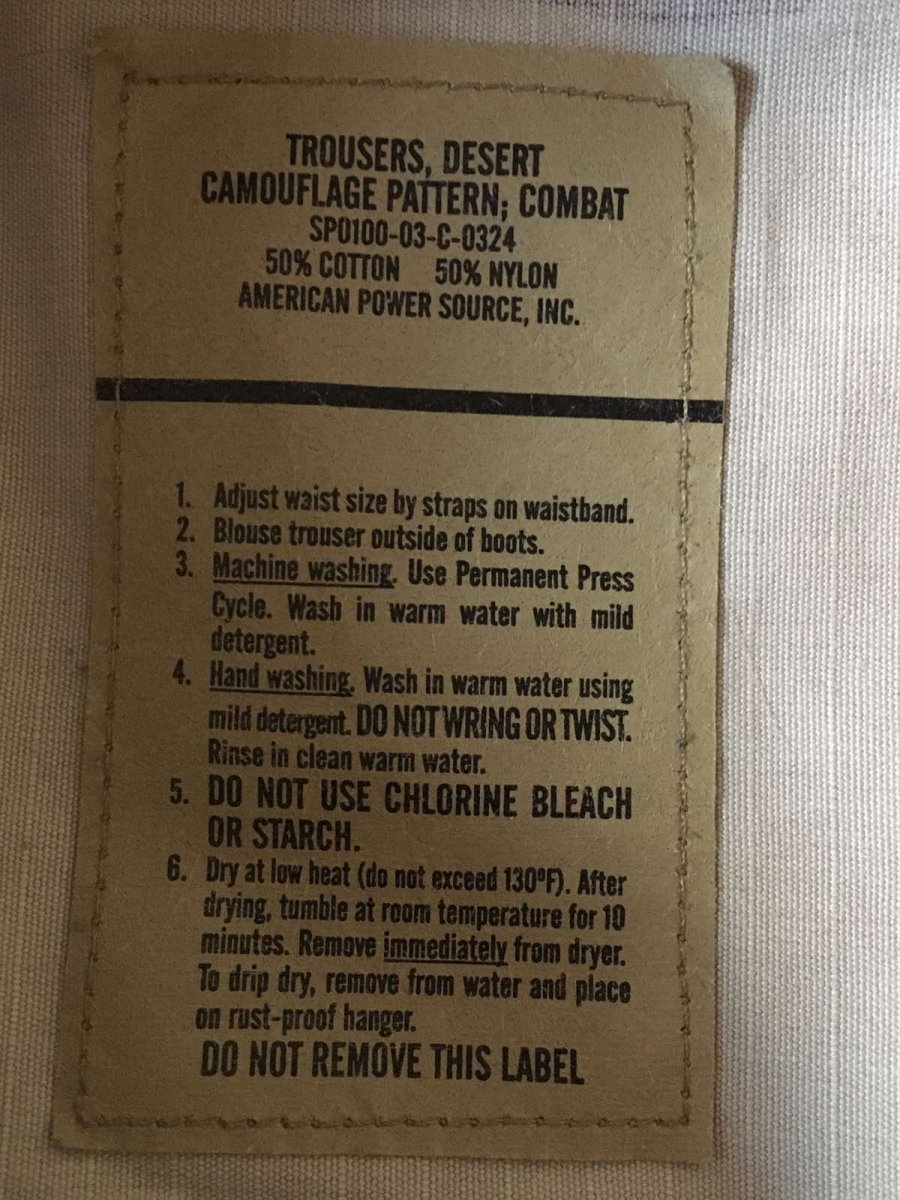 TROUSERS, DESERT
CAMOUFLAGE PATTERN; COMBAT
SPO100-03-C-0324
50% COTTON 50% NYLON
AMERICAN POWER SOURCE, INC.
1. Adjust waist size by straps on waistband.
2. Blouse trouser outside of boots.
3. Machine washing. Use Permanent Press
Cycle. Wash in warm water with mild
detergent.
4. Hand washing. Wash in warm water using
mild detergent. DO NOT WRING OR TWIST.
Rinse in clean warm water.
5. DO NOT USE CHLORINE BLEACH
OR STARCH.
6. Dry at low heat (do not exceed 130ºF). After
drying, tumble at room temperature for 10
minutes. Remove immediately from dryer.
To drip dry, remove from water and place
on rust-proof hanger.
DO NOT REMOVE THIS LABEL